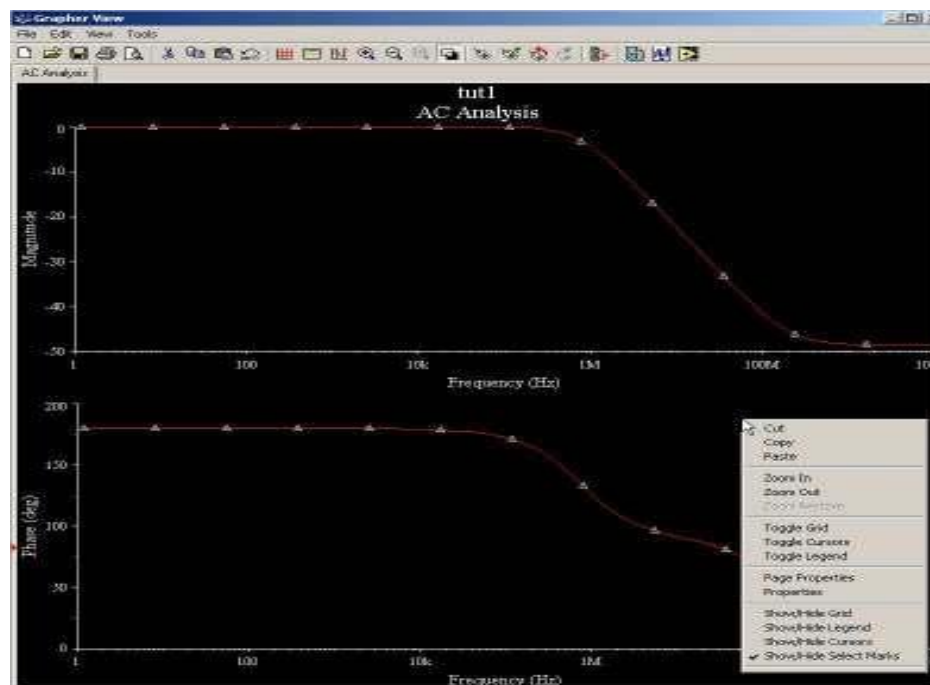 Grapher View
File Edit View Tools
AC Analysis
tut1
AC Analysis
0
-10
-20
-30
-40
-50
Magnitude
1 100 10k 1M 100M
Frequency (Hz)
200
150
100
50
0
Phase (deg)
1 100 10k 1M
Frequency (Hz)
Cut
Copy
Paste
Zoom In
Zoom Out
Zoom Restore
Toggle Grid
Toggle Cursors
Toggle Legend
Page Properties
Properties
Show/Hide Grid
Show/Hide Legend
Show/Hide Cursors
Show/Hide Select Marks